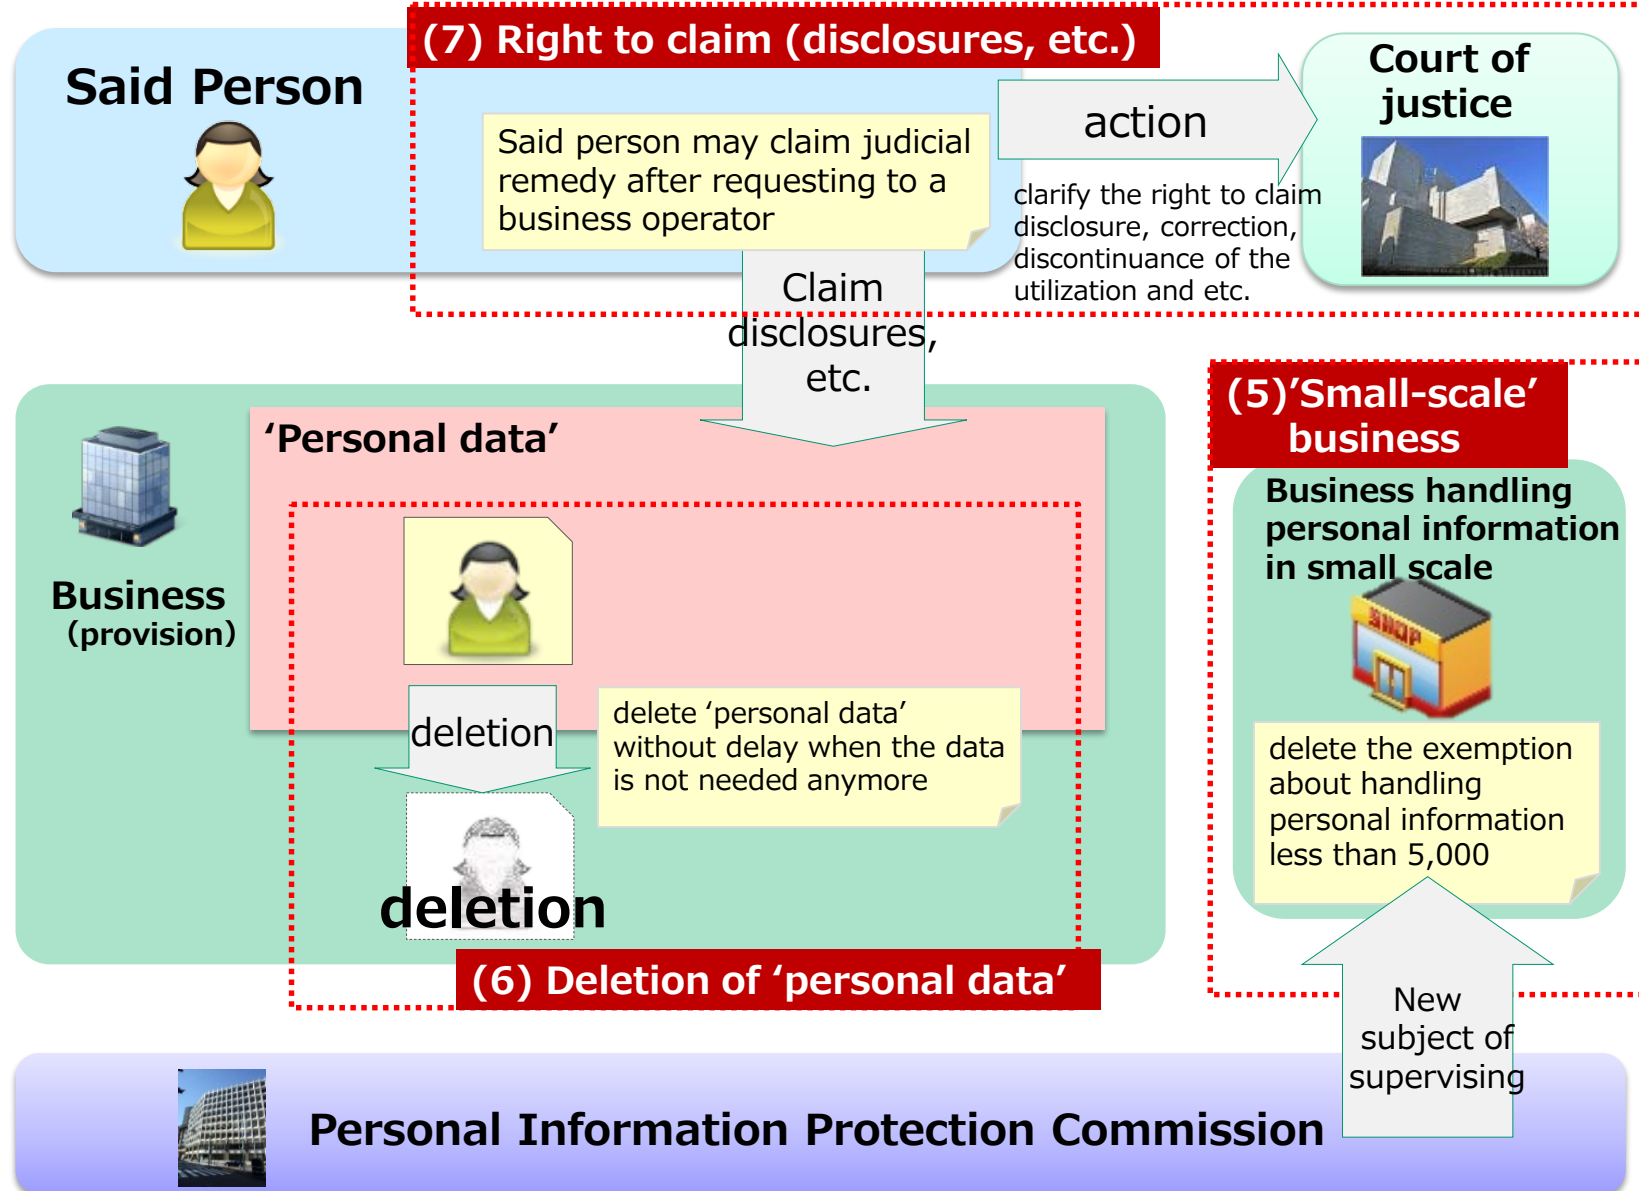 (7) Right to claim (disclosures, etc.)
Said Person
Said person may claim judicial
remedy after requesting to a
business operator
action
Court of
justice
clarify the right to claim
disclosure, correction,
discontinuance of the
utilization and etc.
Claim
disclosures,
etc.
‘Personal data’
Business
（provision）
deletion
delete ‘personal data’
without delay when the data
is not needed anymore
deletion
(6) Deletion of ‘personal data’
(5)’Small-scale’
business
Business handling
personal information
in small scale
SHOP
delete the exemption
about handling
personal information
less than 5,000
New
subject of
supervising
Personal Information Protection Commission